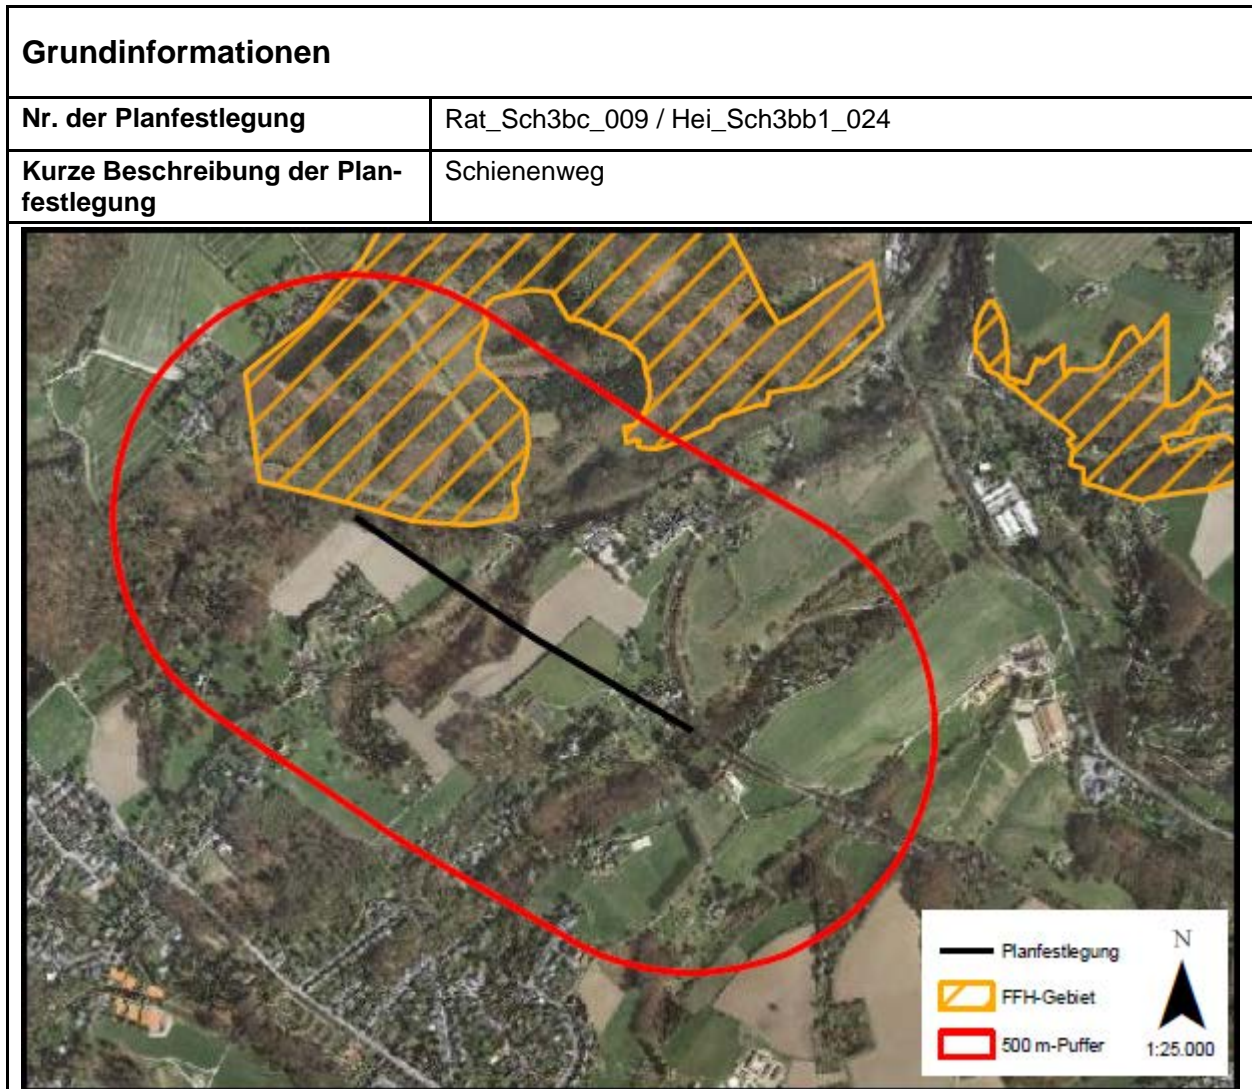 Grundinformationen
Nr. der Planfestlegung
Rat_Sch3bc_009 / Hei_Sch3bb1_024
Kurze Beschreibung der Plan-
festlegung
Schienenweg
Planfestlegung
FFH-Gebiet
500 m-Puffer
N
1:25.000